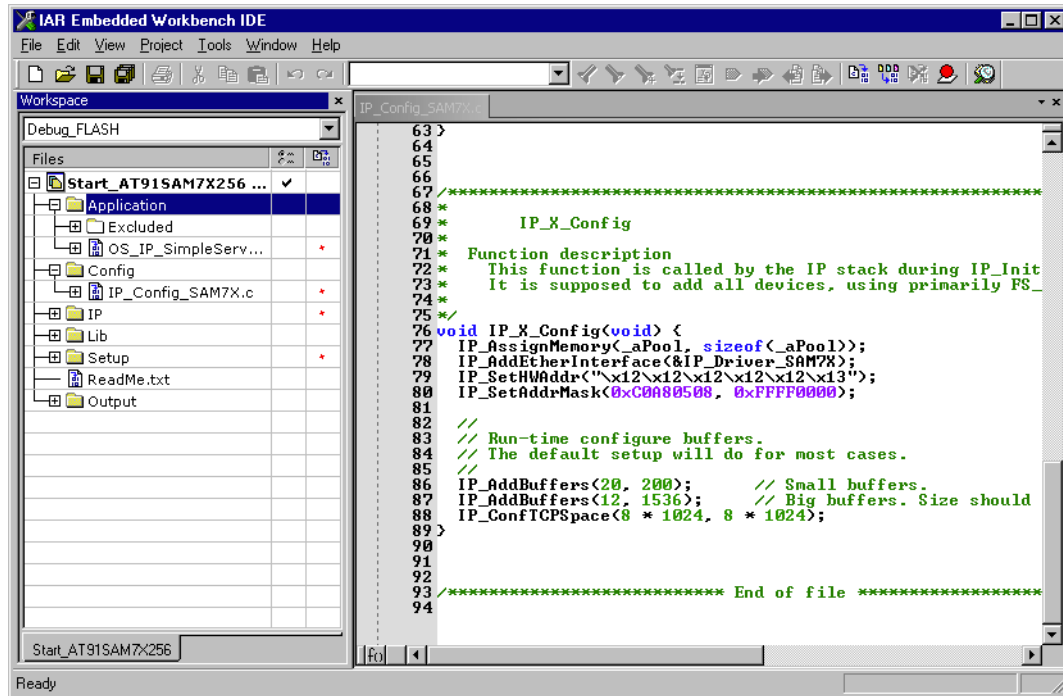 IAR Embedded Workbench IDE
File Edit View Project Tools Window Help
Workspace
Debug_FLASH
Files
Start_AT91SAM7X256 ...
Application
Excluded
OS_IP_SimpleServ...
Config
IP_Config_SAM7X.c
IP
Lib
Setup
ReadMe.txt
Output
Start_AT91SAM7X256
IP_Config_SAM7X.c
63 }
64
65
66
67 /*********************************************************
68 *
69 *       IP_X_Config
70 *
71 *  Function description
72 *    This function is called by the IP stack during IP_Init
73 *    It is supposed to add all devices, using primarily FS_
74 *
75 */
76 void IP_X_Config(void) {
77   IP_AssignMemory(_aPool, sizeof(_aPool));
78   IP_AddEtherInterface(&IP_Driver_SAM7X);
79   IP_SetHWAddr("\x12\x12\x12\x12\x12\x13");
80   IP_SetAddrMask(0xC0A80508, 0xFFFF0000);
81
82   //
83   // Run-time configure buffers.
84   // The default setup will do for most cases.
85   //
86   IP_AddBuffers(20, 200);      // Small buffers.
87   IP_AddBuffers(12, 1536);     // Big buffers. Size should
88   IP_ConfTCPSpace(8 * 1024, 8 * 1024);
89 }
90
91
92
93 /*************************** End of file ******************
94
Ready